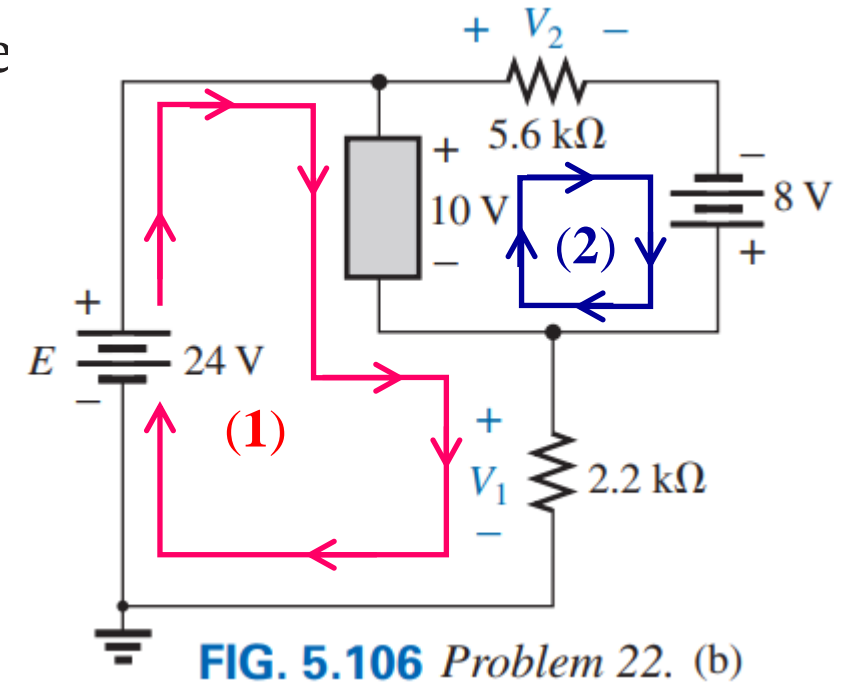 e
+ V₂ −
5.6 kΩ
+
10 V
−
(2)
−
8 V
+
+
E
24 V
−
(1)
+
V₁
−
2.2 kΩ
FIG. 5.106 Problem 22. (b)